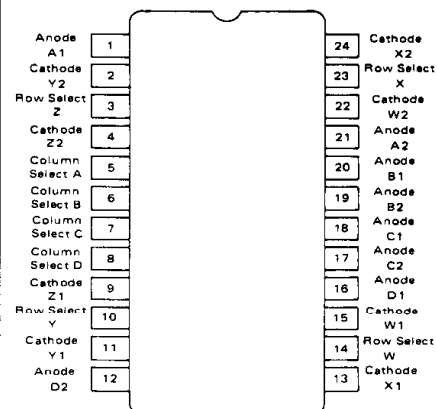 Anode
A1
1
Cathode
Y2
2
Row Select
Z
3
Cathode
Z2
4
Column
Select A
5
Column
Select B
6
Column
Select C
7
Column
Select D
8
Cathode
Z1
9
Row Select
Y
10
Cathode
Y1
11
Anode
D2
12
24
Cathode
X2
23
Row Select
X
22
Cathode
W2
21
Anode
A2
20
Anode
B1
19
Anode
B2
18
Anode
C1
17
Anode
C2
16
Anode
D1
15
Cathode
W1
14
Row Select
W
13
Cathode
X1